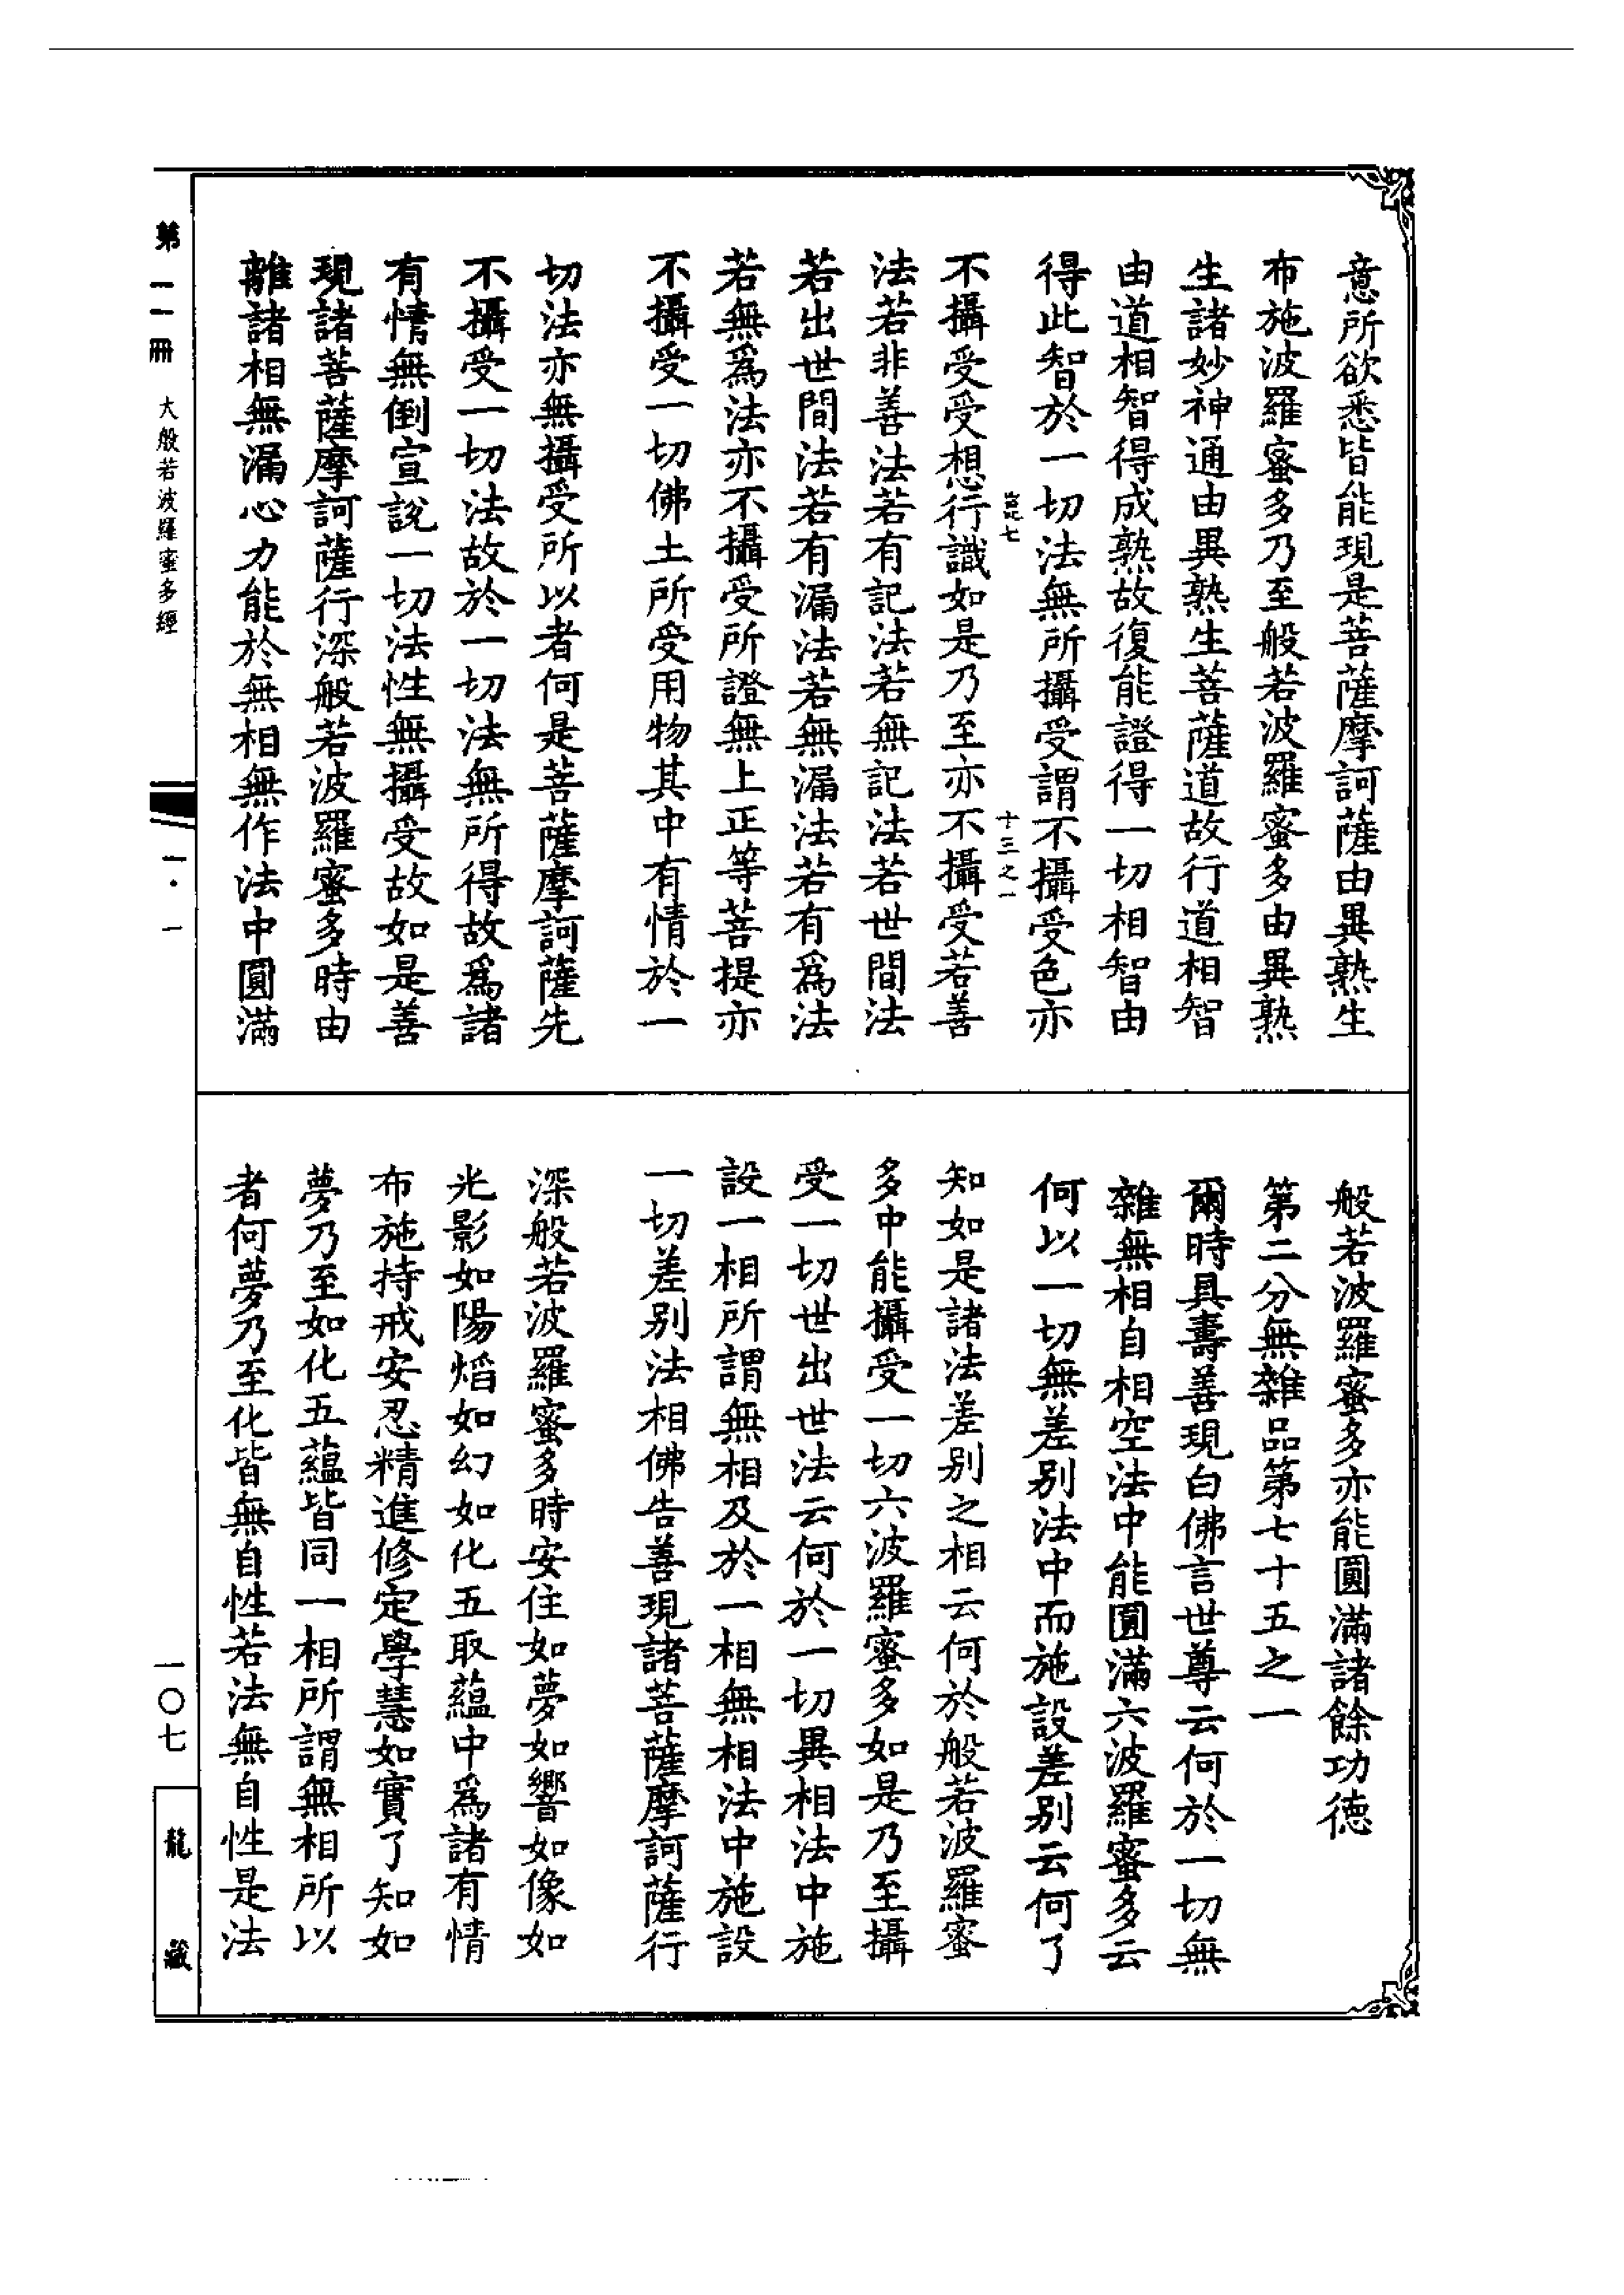 意所欲悉皆能現是菩薩摩訶薩由異熟生
布施波羅蜜多乃至般若波羅蜜多由異熟
生諸妙神通由異熟生菩薩道故行道相智
由道相智得成熟故復能證得一切相智由
得此智於一切法無所攝受謂不攝受色亦
七
十三之一
不攝受受想行識如是乃至亦不攝受若善
法若非善法若有記法若無記法若世間法
若出世間法若有漏法若無漏法若有爲法
若無爲法亦不攝受所證無上正等菩提亦
不攝受一切佛土所受用物其中有情於一
切法亦無攝受所以者何是菩薩摩訶薩先
不攝受一切法故於一切法無所得故爲諸
有情無倒宣說一切法性無攝受故如是善
現諸菩薩摩訶薩行深般若波羅蜜多時由
離諸相無漏心力能於無相無作法中圓滿
般若波羅蜜多亦能圓滿諸餘功德
第二分無雜品第七十五之一
爾時具壽善現白佛言世尊云何於一切無
雜無相自相空法中能圓滿六波羅蜜多云
何以一切無差別法中而施設差別云何了
知如是諸法差別之相云何於般若波羅蜜
多中能攝受一切六波羅蜜多如是乃至攝
受一切世出世法云何於一切異相法中施
設一相所謂無相及於一相無相法中施設
一切差別法相佛告善現諸菩薩摩訶薩行
深般若波羅蜜多時安住如夢如響如像如
光影如陽焰如幻如化五取蘊中爲諸有情
布施持戒安忍精進修定學慧如實了知如
夢乃至如化五蘊皆同一相所謂無相所以
者何夢乃至化皆無自性若法無自性是法
第一一冊
大般若波羅蜜多經
一·一
一〇七
龍藏